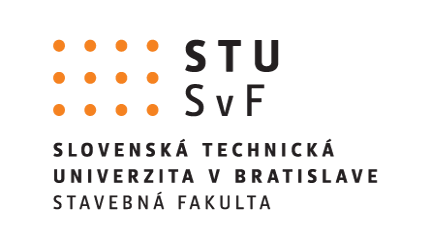 STU
SvF
SLOVENSKÁ TECHNICKÁ
UNIVERZITA V BRATISLAVE
STAVEBNÁ FAKULTA